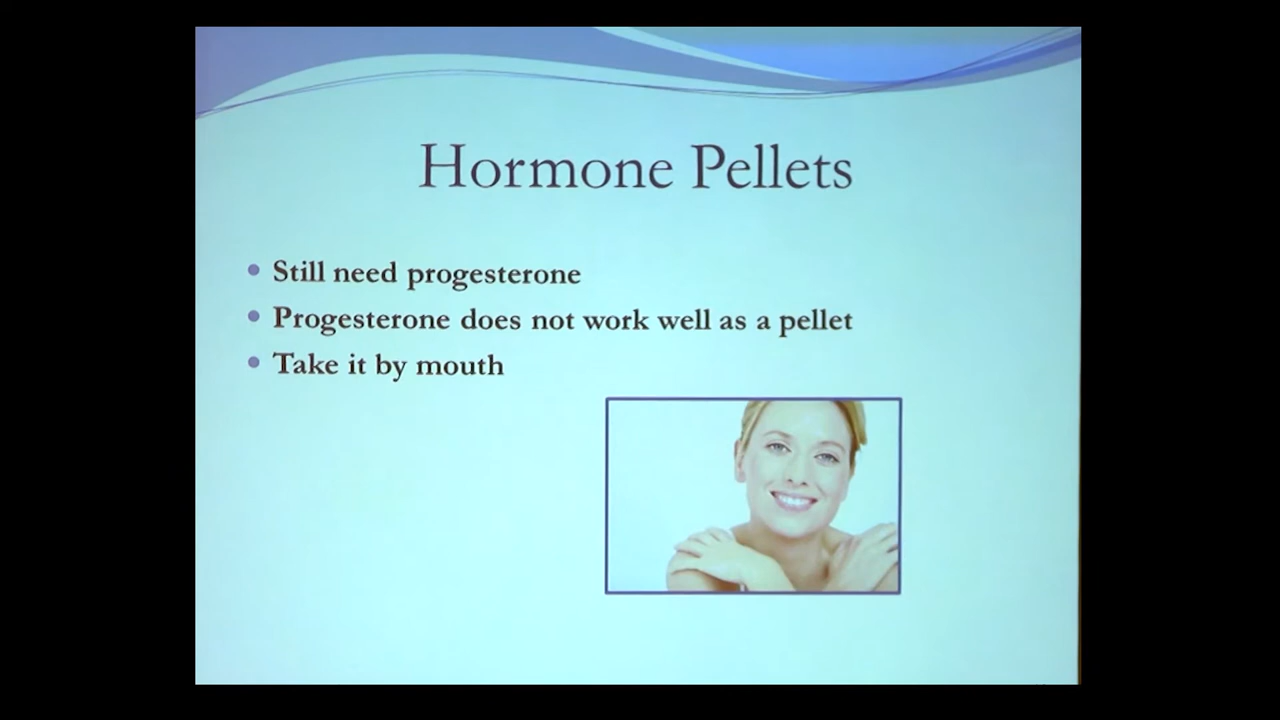 Hormone Pellets
Still need progesterone
Progesterone does not work well as a pellet
Take it by mouth